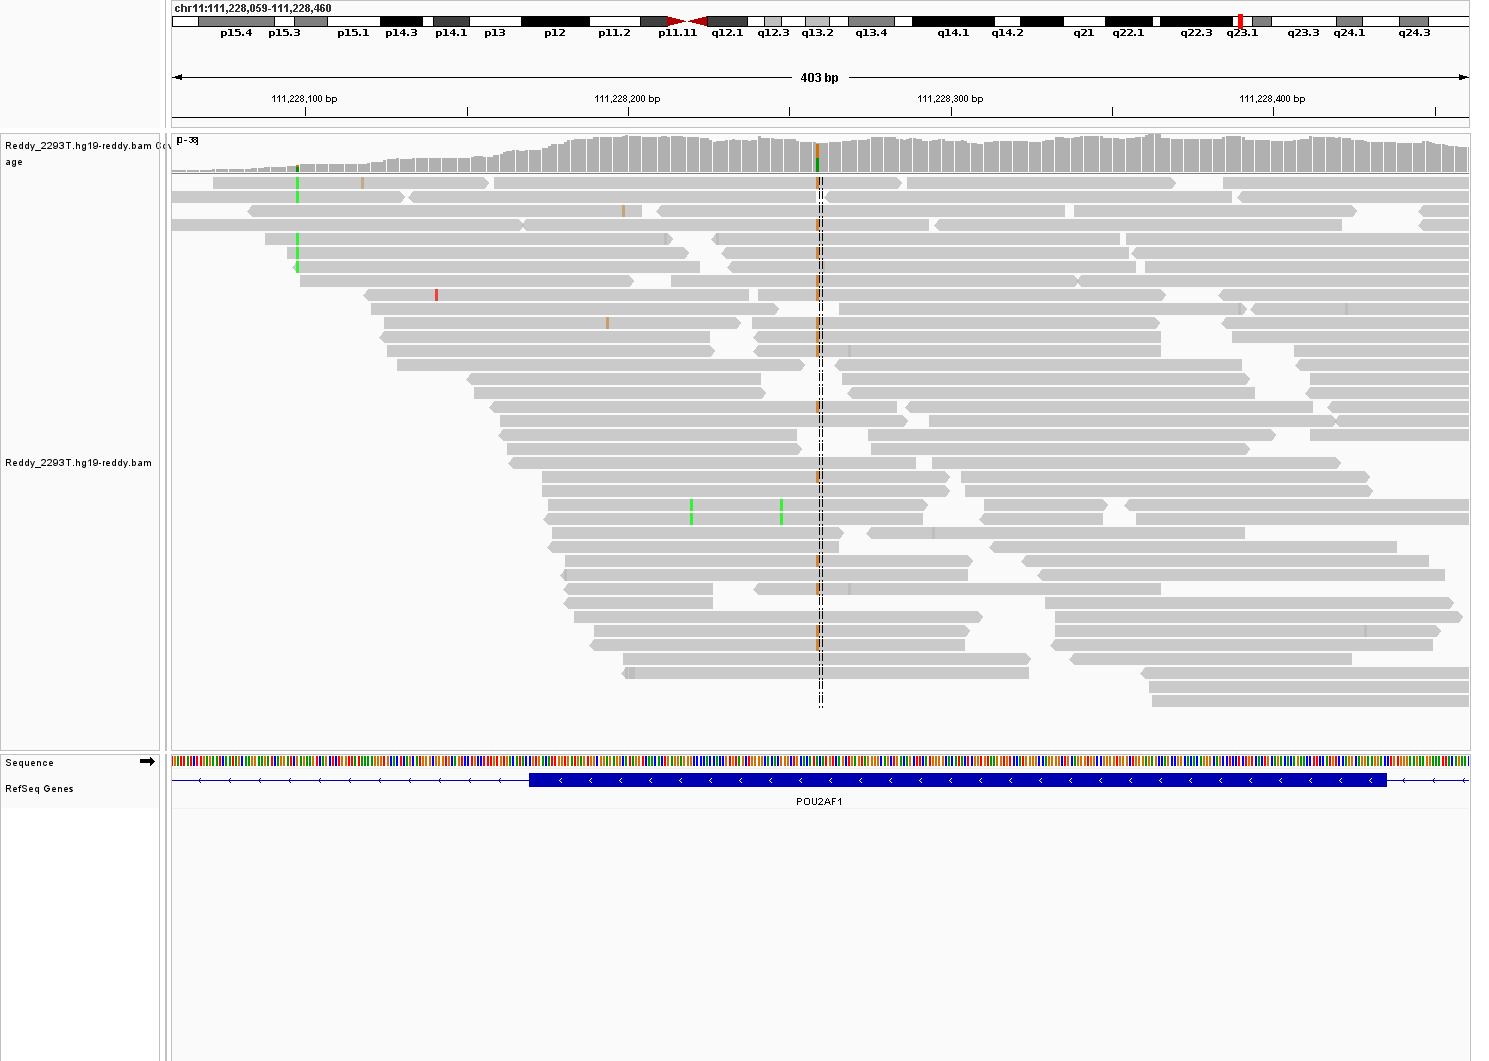 chr11:111,228,059-111,228,460
p15.4 p15.3 p15.1 p14.3 p14.1 p13 p12 p11.2 p11.11 q12.1 q12.3 q13.2 q13.4 q14.1 q14.2 q21 q22.1 q22.3 q23.1 q23.3 q24.1 q24.3
403 bp
111,228,100 bp 111,228,200 bp 111,228,300 bp 111,228,400 bp
[0 - 38]
Reddy_2293T.hg19-reddy.bam Cov
age
Reddy_2293T.hg19-reddy.bam
Sequence
RefSeq Genes
POU2AF1